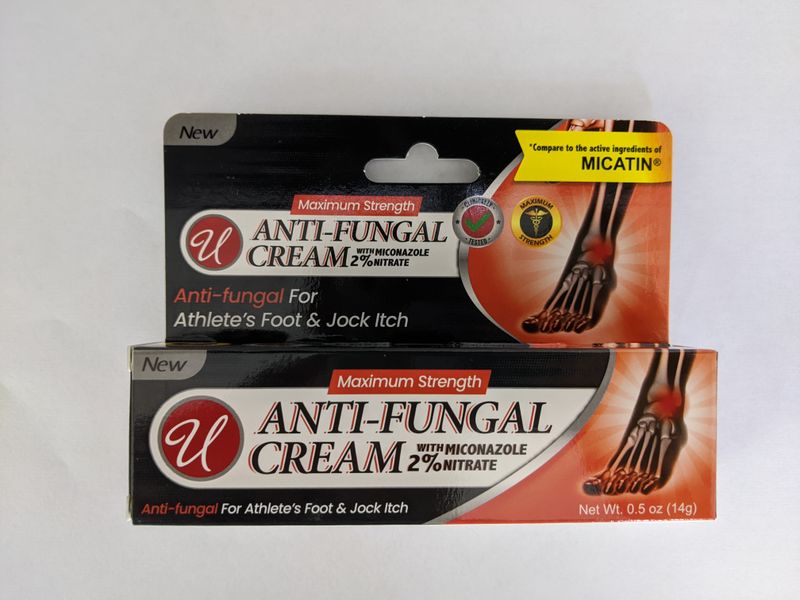 New
*Compare to the active ingredients of
MICATIN®
Maximum Strength
CLINICALLY
TESTED
MAXIMUM
STRENGTH
U
ANTI-FUNGAL
CREAM WITH MICONAZOLE
2% NITRATE
Anti-fungal For
Athlete's Foot & Jock Itch
New
Maximum Strength
U
ANTI-FUNGAL
CREAM WITH MICONAZOLE
2% NITRATE
Anti-fungal For Athlete's Foot & Jock Itch
Net Wt. 0.5 oz (14g)